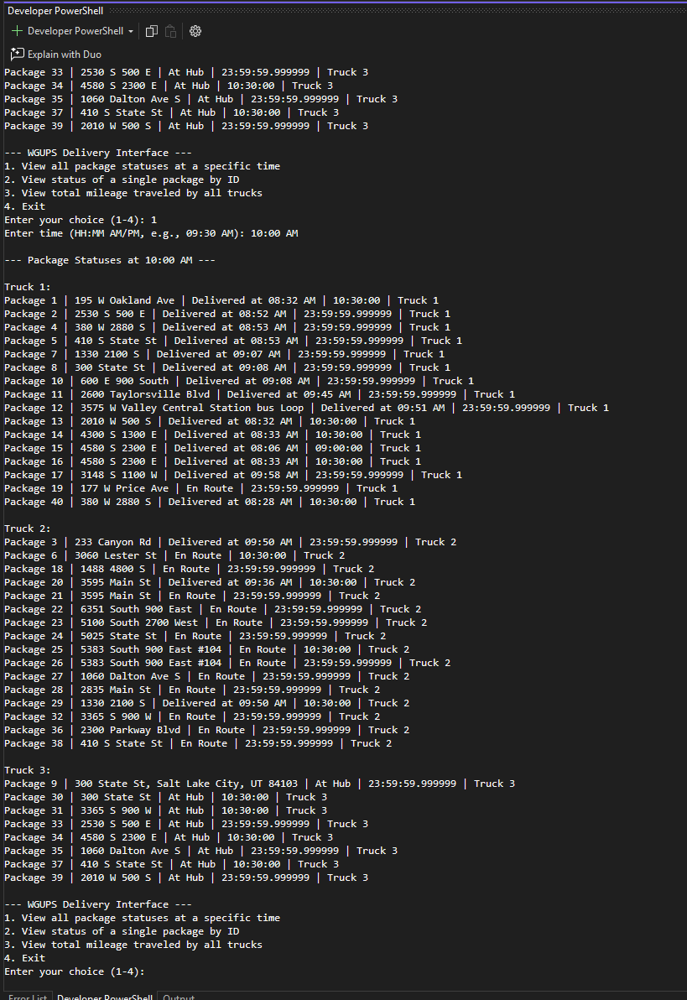 Developer PowerShell
Developer PowerShell
Explain with Duo
Package 33 | 2530 S 500 E | At Hub | 23:59:59.999999 | Truck 3
Package 34 | 4580 S 2300 E | At Hub | 10:30:00 | Truck 3
Package 35 | 1060 Dalton Ave S | At Hub | 23:59:59.999999 | Truck 3
Package 37 | 410 S State St | At Hub | 10:30:00 | Truck 3
Package 39 | 2010 W 500 S | At Hub | 23:59:59.999999 | Truck 3
--- WGUPS Delivery Interface ---
1. View all package statuses at a specific time
2. View status of a single package by ID
3. View total mileage traveled by all trucks
4. Exit
Enter your choice (1-4): 1
Enter time (HH:MM AM/PM, e.g., 09:30 AM): 10:00 AM
--- Package Statuses at 10:00 AM ---
Truck 1:
Package 1 | 195 W Oakland Ave | Delivered at 08:32 AM | 10:30:00 | Truck 1
Package 2 | 2530 S 500 E | Delivered at 08:52 AM | 23:59:59.999999 | Truck 1
Package 4 | 380 W 2880 S | Delivered at 08:53 AM | 23:59:59.999999 | Truck 1
Package 5 | 410 S State St | Delivered at 08:53 AM | 23:59:59.999999 | Truck 1
Package 7 | 1330 2100 S | Delivered at 09:07 AM | 23:59:59.999999 | Truck 1
Package 8 | 300 State St | Delivered at 09:08 AM | 23:59:59.999999 | Truck 1
Package 10 | 600 E 900 South | Delivered at 09:08 AM | 23:59:59.999999 | Truck 1
Package 11 | 2600 Taylorsville Blvd | Delivered at 09:45 AM | 23:59:59.999999 | Truck 1
Package 12 | 3575 W Valley Central Station bus Loop | Delivered at 09:51 AM | 23:59:59.999999 | Truck 1
Package 13 | 2010 W 500 S | Delivered at 08:32 AM | 10:30:00 | Truck 1
Package 14 | 4300 S 1300 E | Delivered at 08:33 AM | 10:30:00 | Truck 1
Package 15 | 4580 S 2300 E | Delivered at 08:06 AM | 09:00:00 | Truck 1
Package 16 | 4580 S 2300 E | Delivered at 08:33 AM | 10:30:00 | Truck 1
Package 17 | 3148 S 1100 W | Delivered at 09:58 AM | 23:59:59.999999 | Truck 1
Package 19 | 177 W Price Ave | En Route | 23:59:59.999999 | Truck 1
Package 40 | 380 W 2880 S | Delivered at 08:28 AM | 10:30:00 | Truck 1
Truck 2:
Package 3 | 233 Canyon Rd | Delivered at 09:50 AM | 23:59:59.999999 | Truck 2
Package 6 | 3060 Lester St | En Route | 10:30:00 | Truck 2
Package 18 | 1488 4800 S | En Route | 23:59:59.999999 | Truck 2
Package 20 | 3595 Main St | Delivered at 09:36 AM | 10:30:00 | Truck 2
Package 21 | 3595 Main St | En Route | 23:59:59.999999 | Truck 2
Package 22 | 6351 South 900 East | En Route | 23:59:59.999999 | Truck 2
Package 23 | 5100 South 2700 West | En Route | 23:59:59.999999 | Truck 2
Package 24 | 5025 State St | En Route | 23:59:59.999999 | Truck 2
Package 25 | 5383 South 900 East #104 | En Route | 10:30:00 | Truck 2
Package 26 | 5383 South 900 East #104 | En Route | 23:59:59.999999 | Truck 2
Package 27 | 1060 Dalton Ave S | En Route | 23:59:59.999999 | Truck 2
Package 28 | 2835 Main St | En Route | 23:59:59.999999 | Truck 2
Package 29 | 1330 2100 S | Delivered at 09:50 AM | 10:30:00 | Truck 2
Package 32 | 3365 S 900 W | En Route | 23:59:59.999999 | Truck 2
Package 36 | 2300 Parkway Blvd | En Route | 23:59:59.999999 | Truck 2
Package 38 | 410 S State St | En Route | 23:59:59.999999 | Truck 2
Truck 3:
Package 9 | 300 State St, Salt Lake City, UT 84103 | At Hub | 23:59:59.999999 | Truck 3
Package 30 | 300 State St | At Hub | 10:30:00 | Truck 3
Package 31 | 3365 S 900 W | At Hub | 10:30:00 | Truck 3
Package 33 | 2530 S 500 E | At Hub | 23:59:59.999999 | Truck 3
Package 34 | 4580 S 2300 E | At Hub | 10:30:00 | Truck 3
Package 35 | 1060 Dalton Ave S | At Hub | 23:59:59.999999 | Truck 3
Package 37 | 410 S State St | At Hub | 10:30:00 | Truck 3
Package 39 | 2010 W 500 S | At Hub | 23:59:59.999999 | Truck 3
--- WGUPS Delivery Interface ---
1. View all package statuses at a specific time
2. View status of a single package by ID
3. View total mileage traveled by all trucks
4. Exit
Enter your choice (1-4):
Error List Developer PowerShell Output